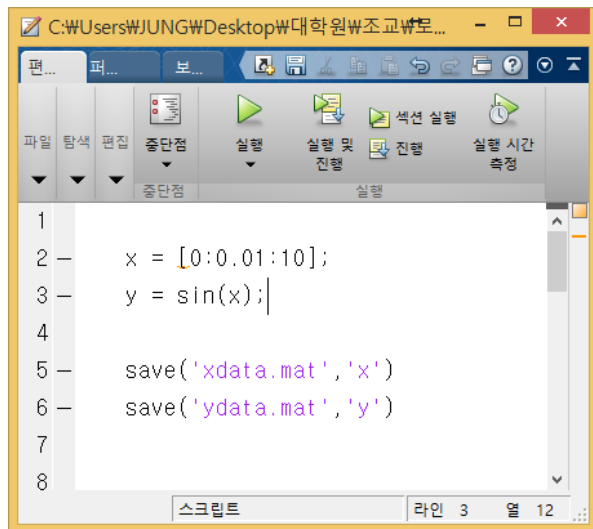 C:₩Users₩JUNG₩Desktop₩대학원₩조교₩로...
편... 퍼... 보...
파일 탐색 편집 중단점 실행 실행 및 진행 섹션 실행 진행 실행 시간 측정
중단점 실행
1
2 – x = [0:0.01:10];
3 – y = sin(x);
4
5 – save('xdata.mat','x')
6 – save('ydata.mat','y')
7
8
스크립트 라인 3 열 12